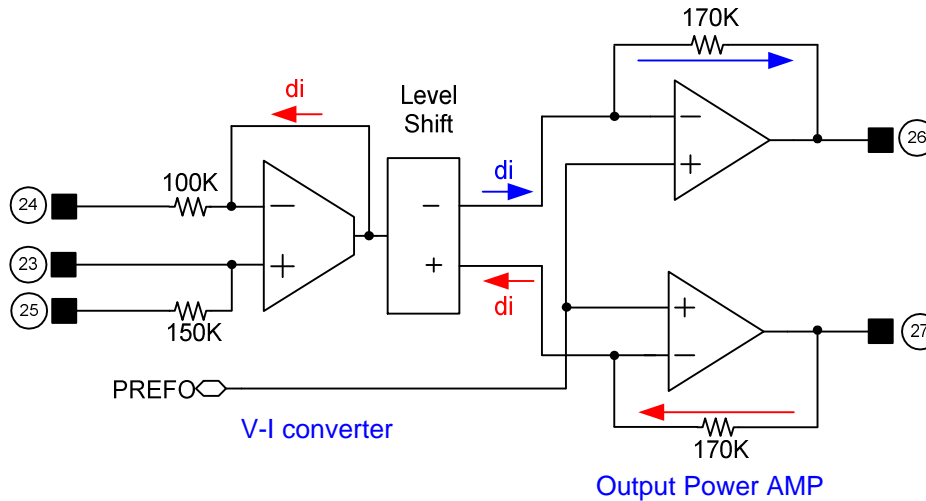 170K
di
Level
Shift
26
100K
−
di
−
+
24
−
23
+
+
25
di
+
150K
−
27
PREFO
170K
V-I converter
Output Power AMP